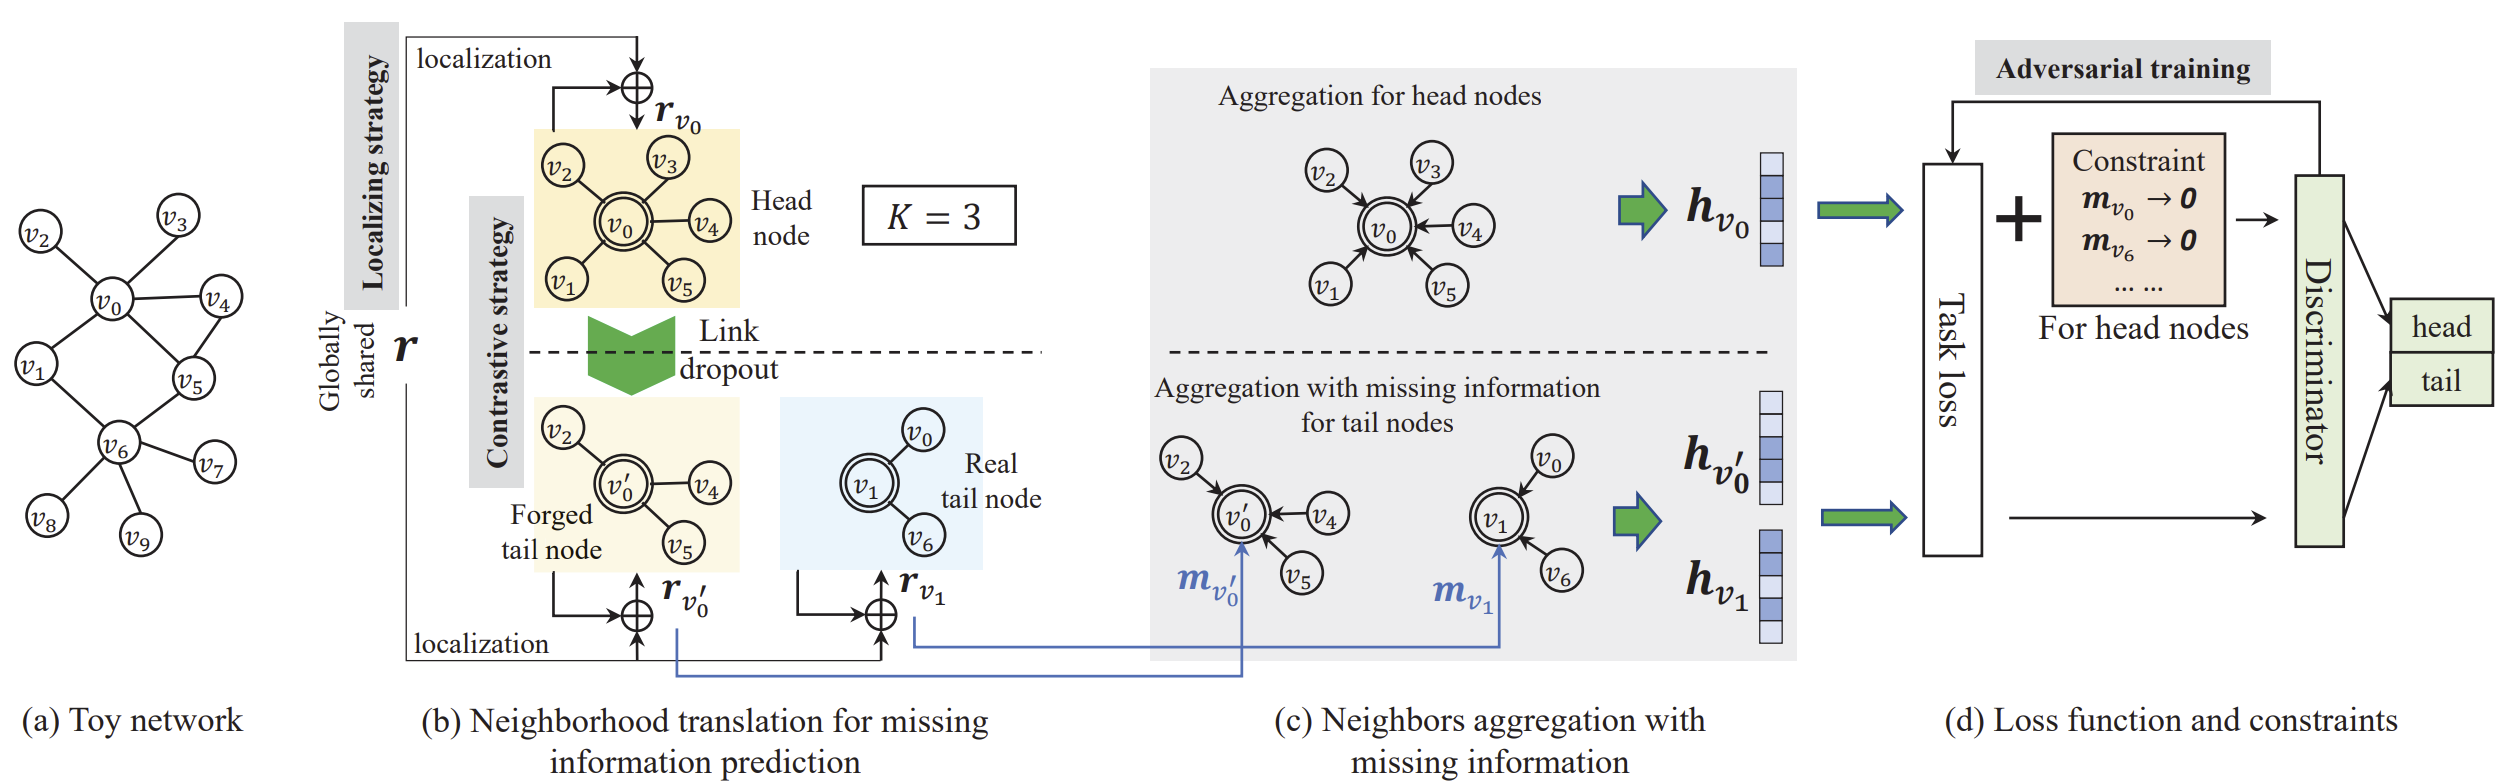 v2
v3
v0
v4
v1
v5
v6
v7
v8
v9
(a) Toy network
Localizing strategy
Globally
shared
r
Contrastive strategy
localization
r_{v0}
v2
v3
v0
v4
v1
v5
Head
node
K = 3
Link
dropout
v2
v0'
v4
v5
Forged
tail node
v0
v1
v6
Real
tail node
r_{v0'}
r_{v1}
localization
(b) Neighborhood translation for missing
information prediction
Aggregation for head nodes
v2
v3
v0
v4
v1
v5
h_{v0}
Aggregation with missing information
for tail nodes
v2
v0'
v4
v5
m_{v0'}
v0
v1
v6
m_{v1}
h_{v0'}
h_{v1}
(c) Neighbors aggregation with
missing information
Adversarial training
Task loss
+
Constraint
m_{v0} → 0
m_{v6} → 0
... ...
For head nodes
Discriminator
head
tail
(d) Loss function and constraints